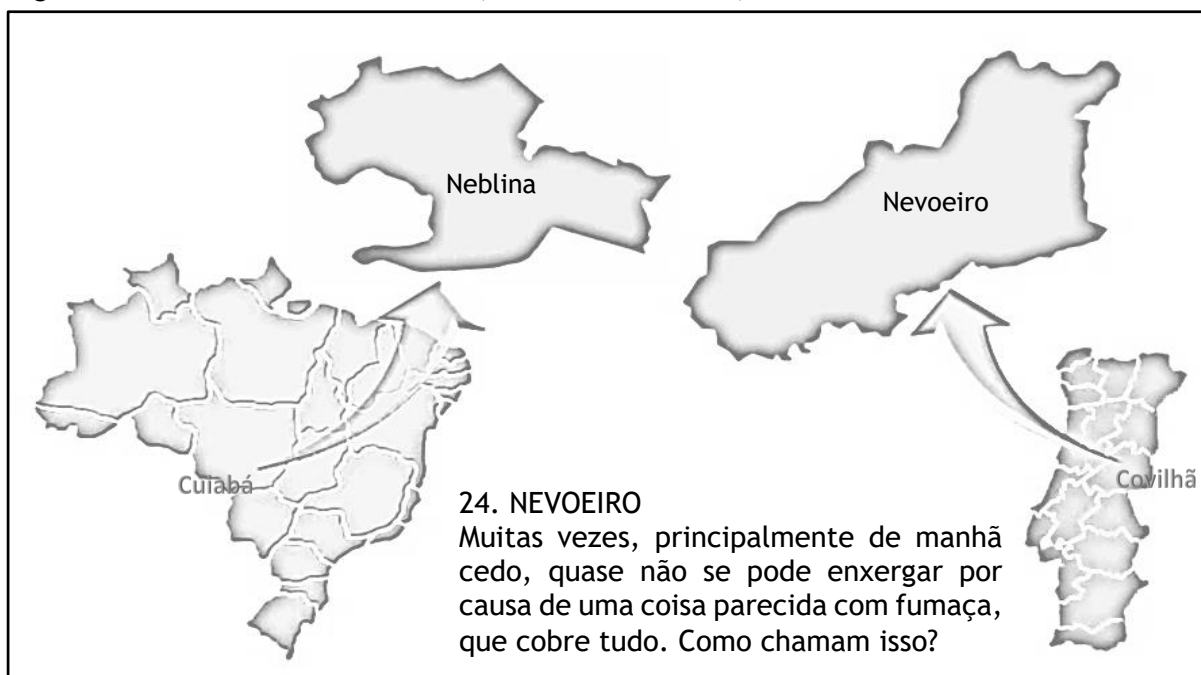 Neblina
Nevoeiro
Cuiabá
Covilhã
24. NEVOEIRO
Muitas vezes, principalmente de manhã
cedo, quase não se pode enxergar por
causa de uma coisa parecida com fumaça,
que cobre tudo. Como chamam isso?